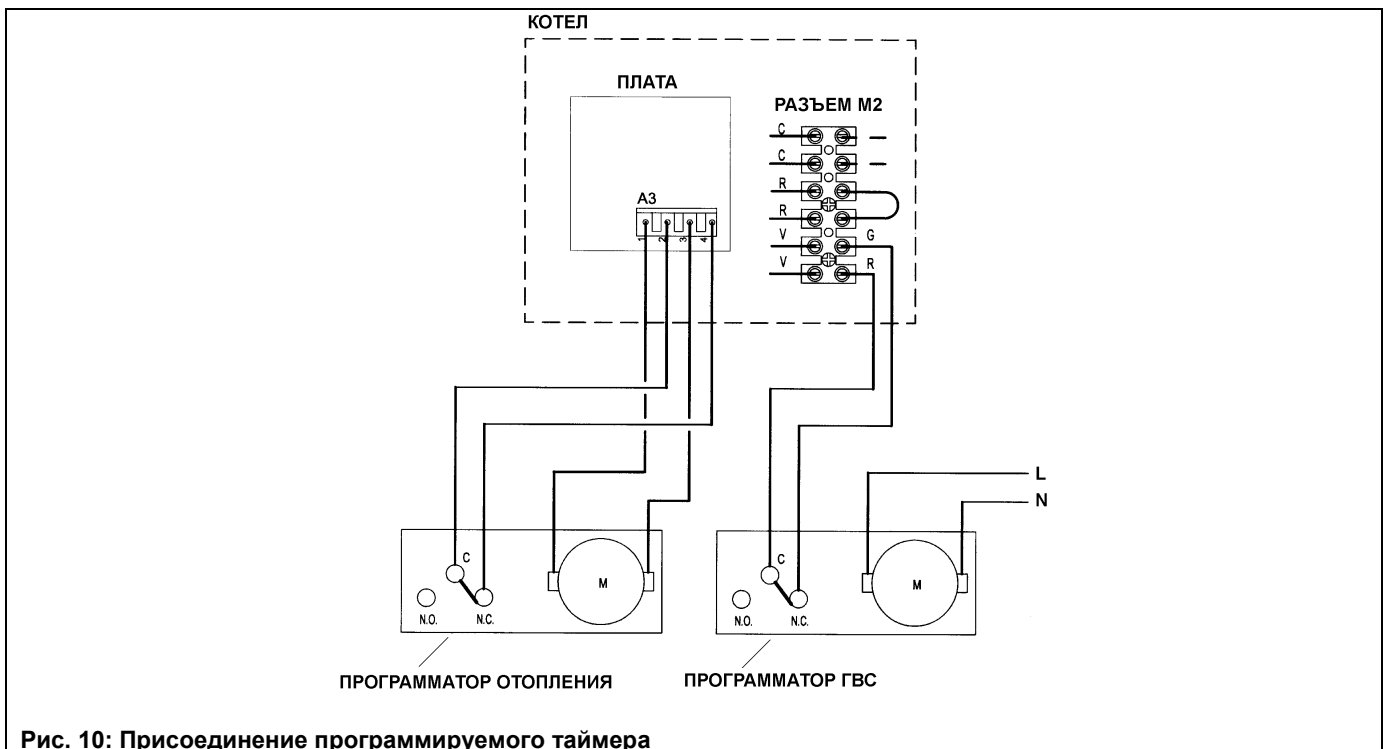 КОТЕЛ
ПЛАТА
РАЗЪЕМ М2
C
C
R
R
V G
V R
A3
1 2 3 4
L
N
C
M
N.O. N.C.
C
M
N.O. N.C.
ПРОГРАММАТОР ОТОПЛЕНИЯ
ПРОГРАММАТОР ГВС
Рис. 10: Присоединение программируемого таймера